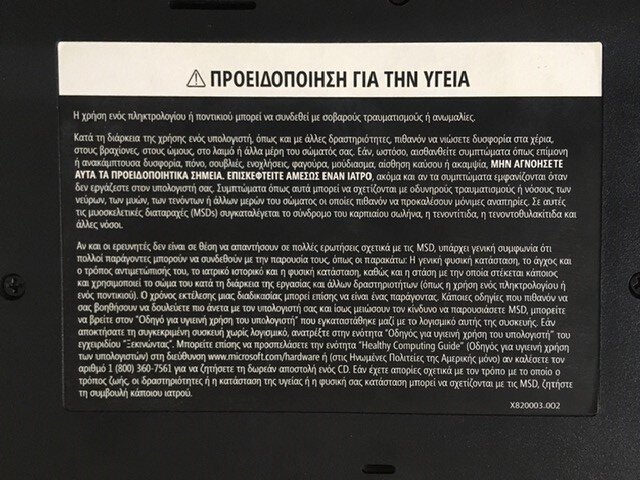 ⚠ ΠΡΟΕΙΔΟΠΟΙΗΣΗ ΓΙΑ ΤΗΝ ΥΓΕΙΑ
Η χρήση ενός πληκτρολογίου ή ποντικιού μπορεί να συνδεθεί με σοβαρούς τραυματισμούς ή ανωμαλίες.
Κατά τη διάρκεια της χρήσης ενός υπολογιστή, όπως και με άλλες δραστηριότητες, πιθανόν να νιώσετε δυσφορία στα χέρια,
στους βραχίονες, στους ώμους, στο λαιμό ή άλλα μέρη του σώματός σας. Εάν, ωστόσο, αισθανθείτε συμπτώματα όπως επίμονη
ή ανακάμπτουσα δυσφορία, πόνο, σουβλιές, ενοχλήσεις, φαγούρα, μούδιασμα, αίσθηση καύσου ή ακαμψία, ΜΗΝ ΑΓΝΟΗΣΕΤΕ
ΑΥΤΑ ΤΑ ΠΡΟΕΙΔΟΠΟΙΗΤΙΚΑ ΣΗΜΕΙΑ. ΕΠΙΣΚΕΦΤΕΙΤΕ ΑΜΕΣΩΣ ΕΝΑΝ ΙΑΤΡΟ, ακόμα και αν τα συμπτώματα εμφανίζονται όταν
δεν εργάζεστε στον υπολογιστή σας. Συμπτώματα όπως αυτά μπορεί να σχετίζονται με οδυνηρούς τραυματισμούς ή νόσους των
νεύρων, των μυών, των τενόντων ή άλλων μερών του σώματος οι οποίες πιθανόν να προκαλέσουν μόνιμες αναπηρίες. Σε αυτές
τις μυοσκελετικές διαταραχές (MSDs) συγκαταλέγεται το σύνδρομο του καρπιαίου σωλήνα, η τενοντίτιδα, η τενοντοθυλακίτιδα και
άλλες νόσοι.
Αν και οι ερευνητές δεν είναι σε θέση να απαντήσουν σε πολλές ερωτήσεις σχετικά με τις MSD, υπάρχει γενική συμφωνία ότι
πολλοί παράγοντες μπορούν να συνδεθούν με την παρουσία τους, όπως οι παρακάτω: Η γενική φυσική κατάσταση, το άγχος και
ο τρόπος αντιμετώπισής του, το ιατρικό ιστορικό και η φυσική κατάσταση, καθώς και η στάση με την οποία στέκεται κάποιος
και χρησιμοποιεί το σώμα του κατά τη διάρκεια της εργασίας και άλλων δραστηριοτήτων (όπως η χρήση ενός πληκτρολογίου ή
ενός ποντικιού). Ο χρόνος εκτέλεσης μιας διαδικασίας μπορεί επίσης να είναι ένας παράγοντας. Κάποιες οδηγίες που πιθανόν να
σας βοηθήσουν να δουλεύετε πιο άνετα με τον υπολογιστή σας και ίσως μειώσουν τον κίνδυνο να παρουσιάσετε MSD, μπορείτε
να βρείτε στον "Οδηγό για υγιεινή χρήση του υπολογιστή" που εγκαταστάθηκε μαζί με το λογισμικό αυτής της συσκευής. Εάν
αποκτήσατε τη συγκεκριμένη συσκευή χωρίς λογισμικό, ανατρέξτε στην ενότητα "Οδηγός για υγιεινή χρήση του υπολογιστή" του
εγχειριδίου "Ξεκινώντας". Μπορείτε επίσης να προσπελάσετε την ενότητα "Healthy Computing Guide" (Οδηγός για υγιεινή χρήση
των υπολογιστών) στη διεύθυνση www.microsoft.com/hardware ή (στις Ηνωμένες Πολιτείες της Αμερικής μόνο) αν καλέσετε τον
αριθμό 1 (800) 360-7561 για να ζητήσετε τη δωρεάν αποστολή ενός CD. Εάν έχετε απορίες σχετικά με τον τρόπο με το οποίο ο
τρόπος ζωής, οι δραστηριότητες ή η κατάσταση της υγείας ή η φυσική σας κατάσταση μπορεί να σχετίζονται με τις MSD, ζητήστε
τη συμβουλή κάποιου ιατρού.
X820003.002